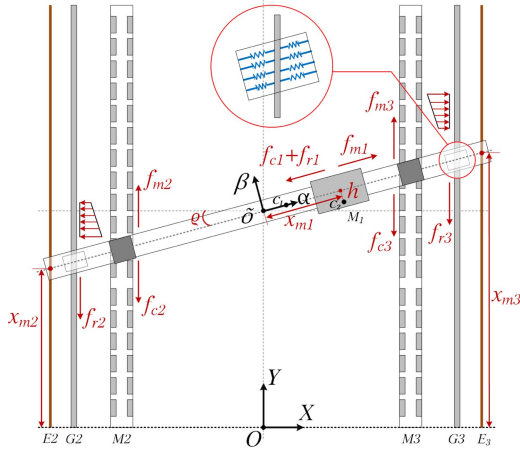 f_{m3}
f_{c1}+f_{r1}
f_{m1}
f_{m2}
β
α
h
c_1
c_2
ϱ
õ
x_{m1}
M_1
f_{c3}
f_{r3}
x_{m2}
f_{r2}
f_{c2}
x_{m3}
Y
X
O
E2 G2 M2 M3 G3 E_3